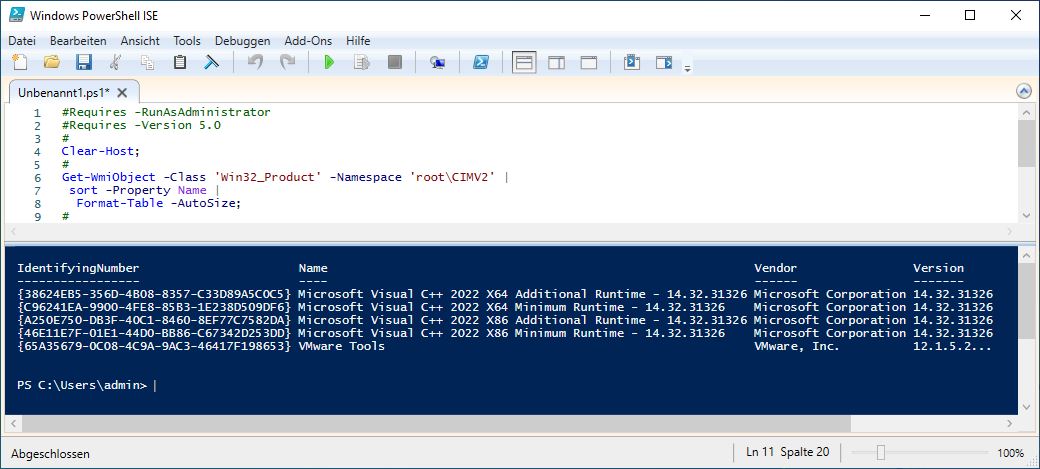 Windows PowerShell ISE
Datei Bearbeiten Ansicht Tools Debuggen Add-Ons Hilfe
Unbenannt1.ps1*
1 #Requires -RunAsAdministrator
2 #Requires -Version 5.0
3 #
4 Clear-Host;
5 #
6 Get-WmiObject -Class 'Win32_Product' -Namespace 'root\CIMV2' |
7 sort -Property Name |
8 Format-Table -AutoSize;
9 #
IdentifyingNumber Name Vendor Version
----------------- ---- ------ -------
{38624EB5-356D-4B08-8357-C33D89A5C0C5} Microsoft Visual C++ 2022 X64 Additional Runtime - 14.32.31326 Microsoft Corporation 14.32.31326
{C96241EA-9900-4FE8-85B3-1E238D509DF6} Microsoft Visual C++ 2022 X64 Minimum Runtime - 14.32.31326 Microsoft Corporation 14.32.31326
{A250E750-DB3F-40C1-8460-8EF77C7582DA} Microsoft Visual C++ 2022 X86 Additional Runtime - 14.32.31326 Microsoft Corporation 14.32.31326
{46E11E7F-01E1-44D0-BB86-C67342D253DD} Microsoft Visual C++ 2022 X86 Minimum Runtime - 14.32.31326 Microsoft Corporation 14.32.31326
{65A35679-0C08-4C9A-9AC3-46417F198653} VMware Tools VMware, Inc. 12.1.5.2...
PS C:\Users\admin>
Abgeschlossen Ln 11 Spalte 20 100%